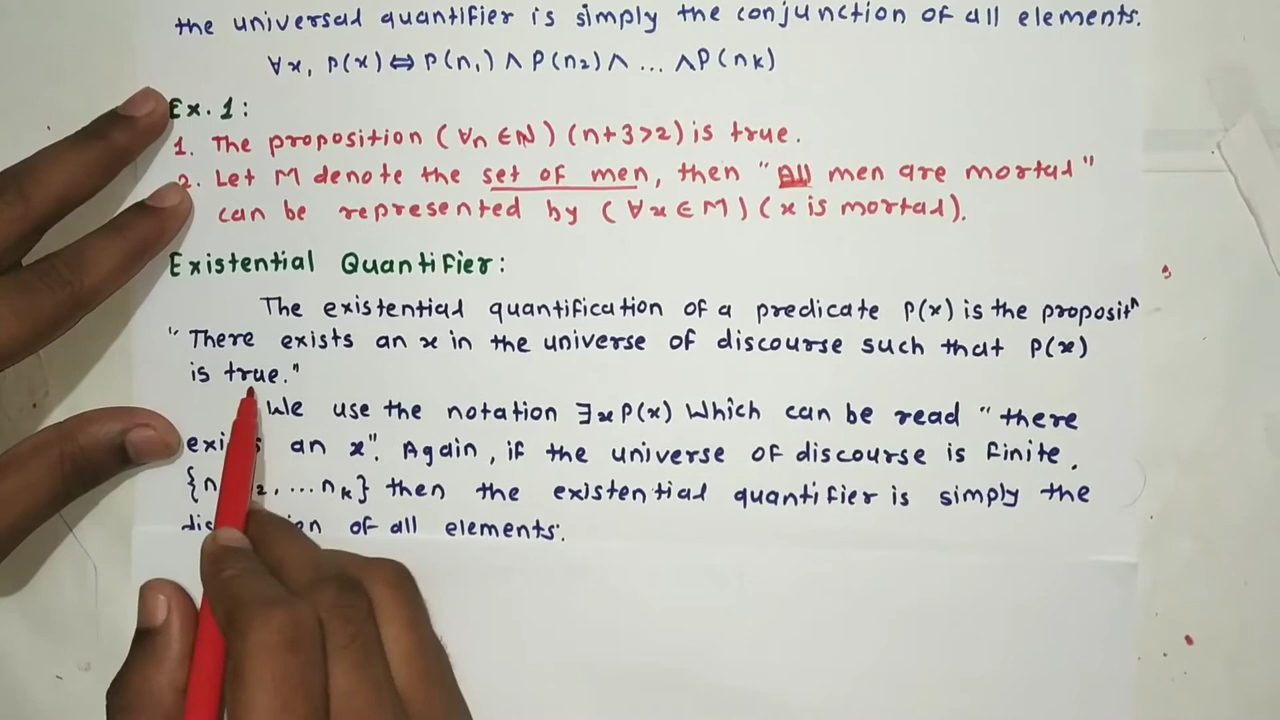 the universal quantifier is simply the conjunction of all elements.
∀x, P(x) ⇔ P(n₁) ∧ P(n₂) ∧ ... ∧ P(nₖ)
Ex. 1:
1. The proposition (∀n ∈ N) (n+3>2) is true.
2. Let M denote the set of men, then "All men are mortal"
can be represented by (∀x ∈ M) (x is mortal).
Existential Quantifier:
The existential quantification of a predicate P(x) is the propositⁿ
"There exists an x in the universe of discourse such that P(x)
is true."
We use the notation ∃x P(x) Which can be read "there
an x". Again, if the universe of discourse is finite.
... nₖ} then the existential quantifier is simply the
of all elements.